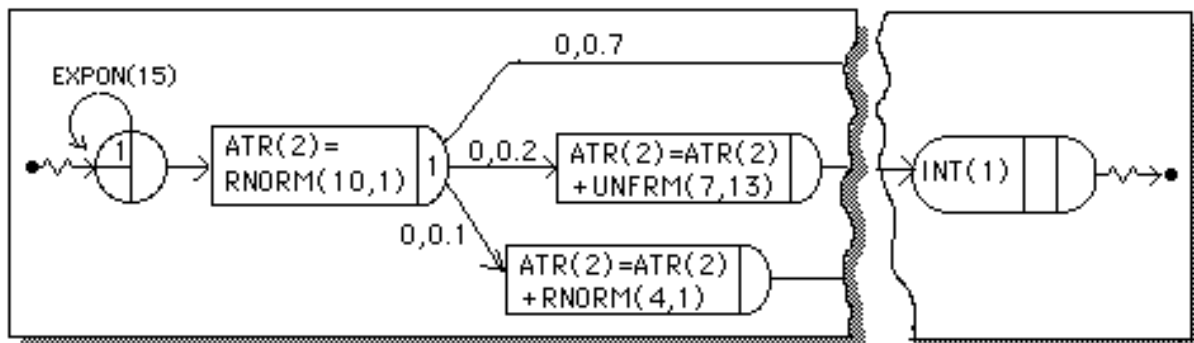 EXPON(15)
1
ATR(2)=
RNORM(10,1)
1
0,0.7
0,0.2
0,0.1
ATR(2)=ATR(2)
+UNFRM(7,13)
ATR(2)=ATR(2)
+RNORM(4,1)
INT(1)